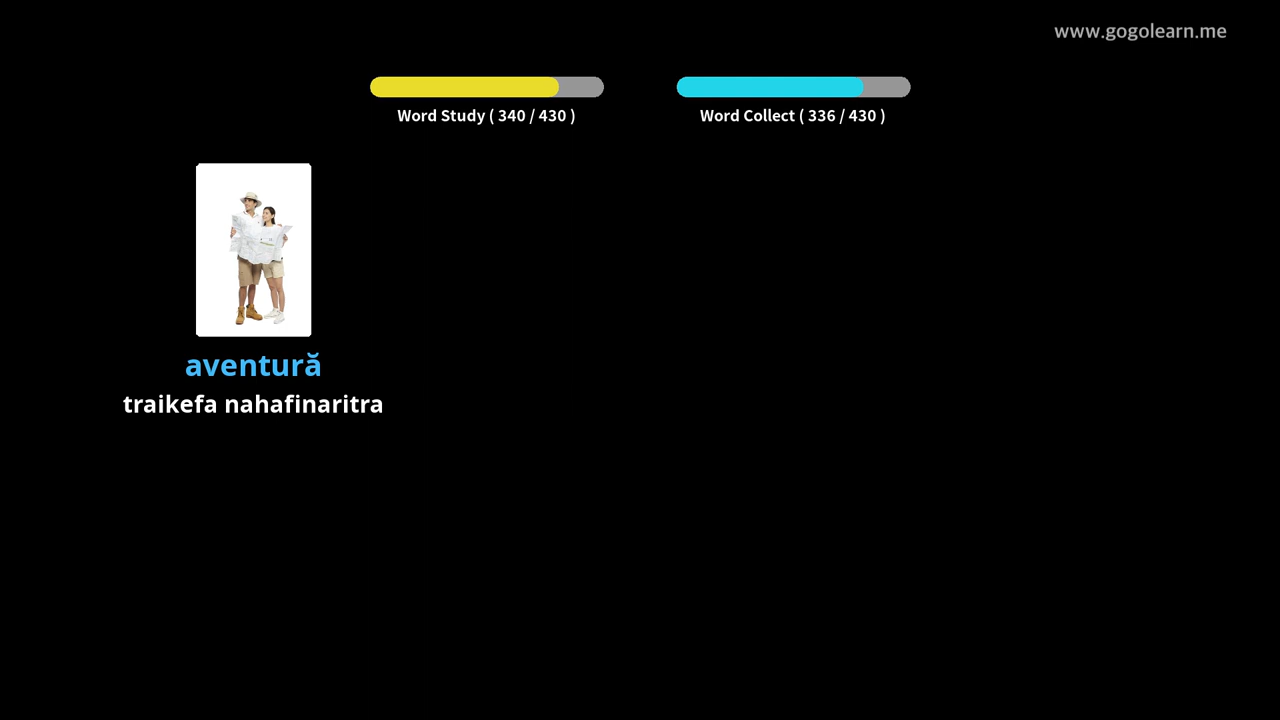 www.gogolearn.me
Word Study ( 340 / 430 )
Word Collect ( 336 / 430 )
aventură
traikefa nahafinaritra